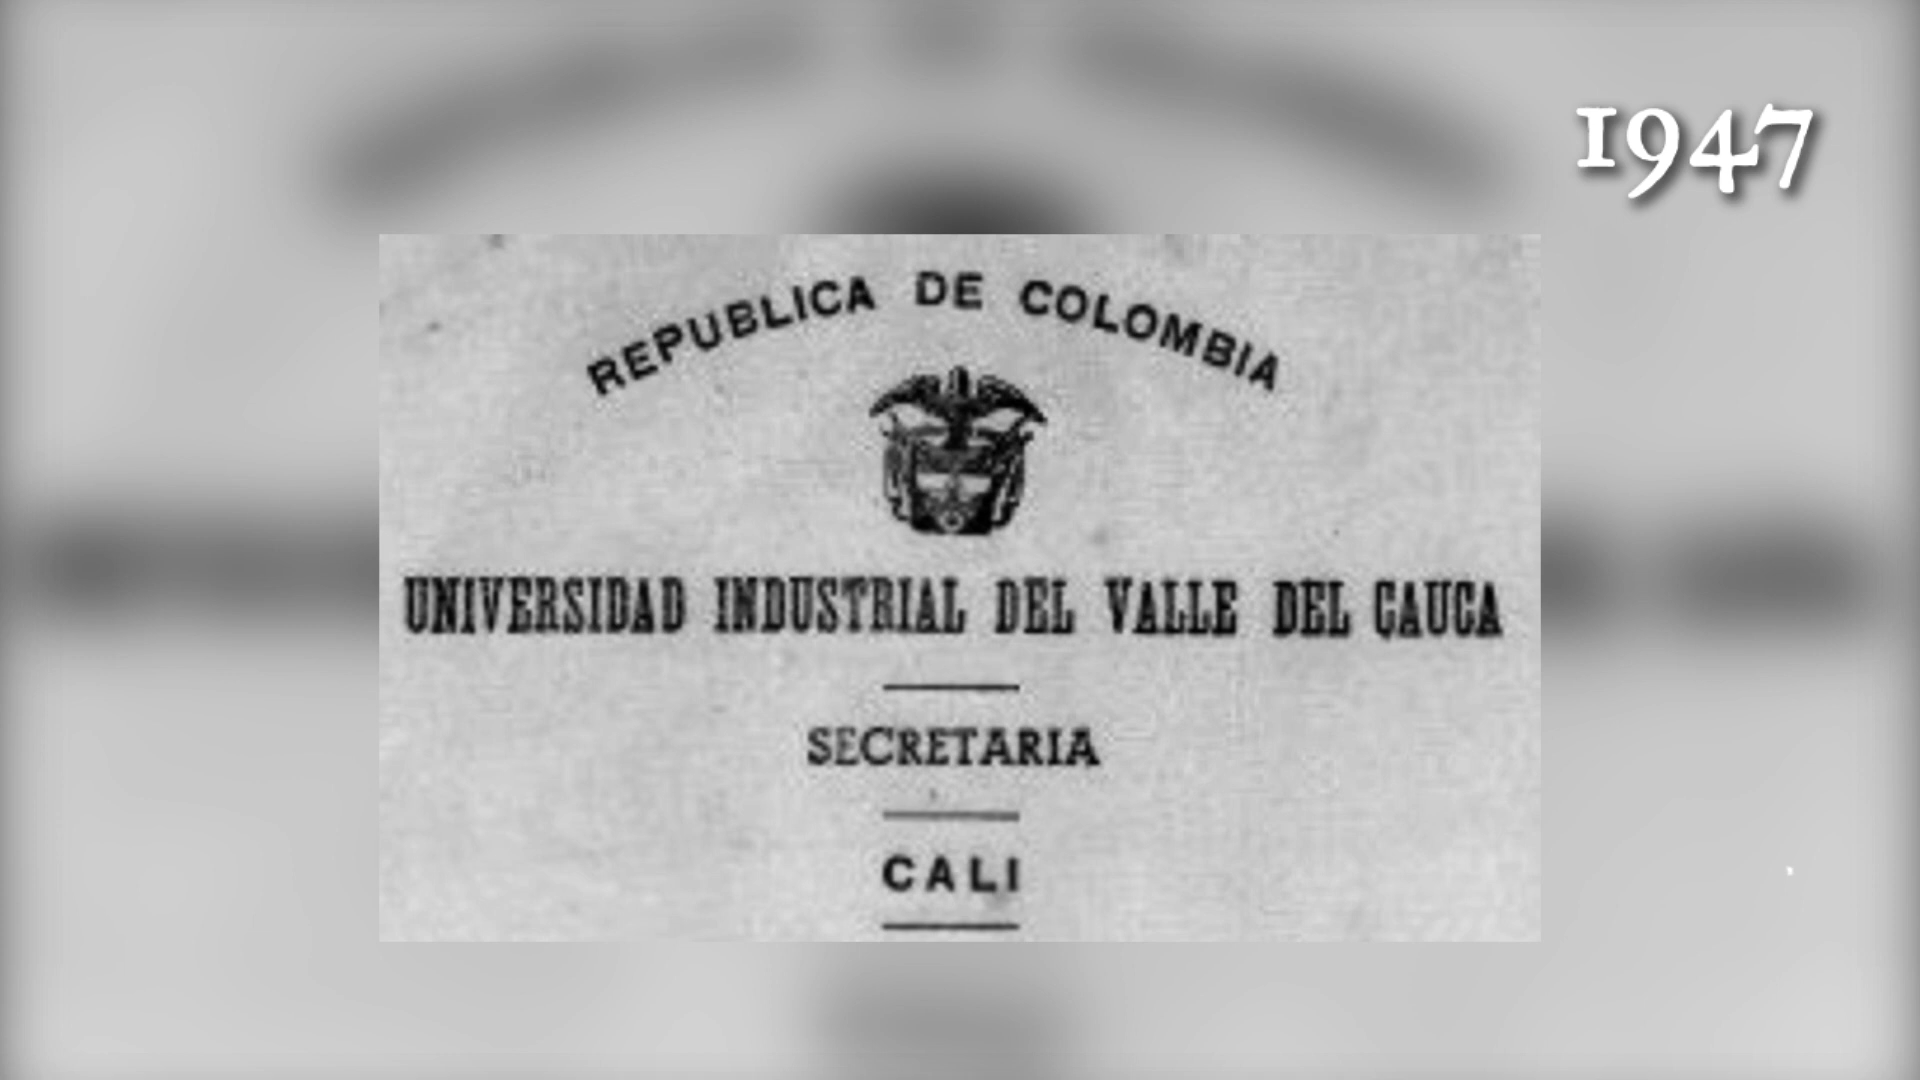 1947
REPUBLICA DE COLOMBIA
UNIVERSIDAD INDUSTRIAL DEL VALLE DEL CAUCA
SECRETARIA
CALI